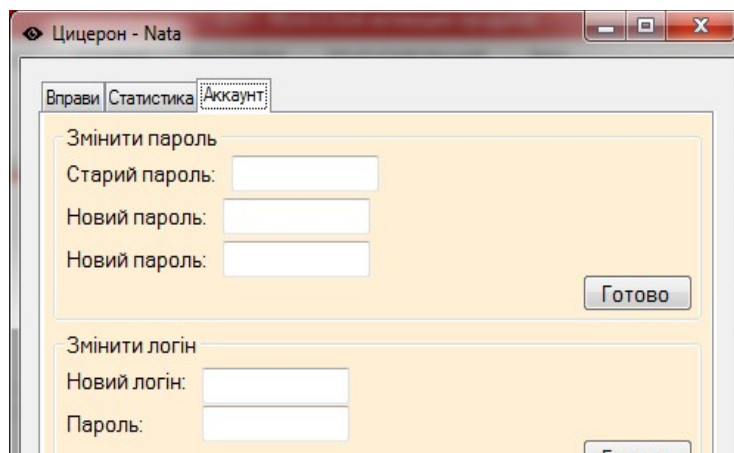 Цицерон - Nata
Вправи Статистика Аккаунт
Змінити пароль
Старий пароль:
Новий пароль:
Новий пароль:
Готово
Змінити логін
Новий логін:
Пароль: